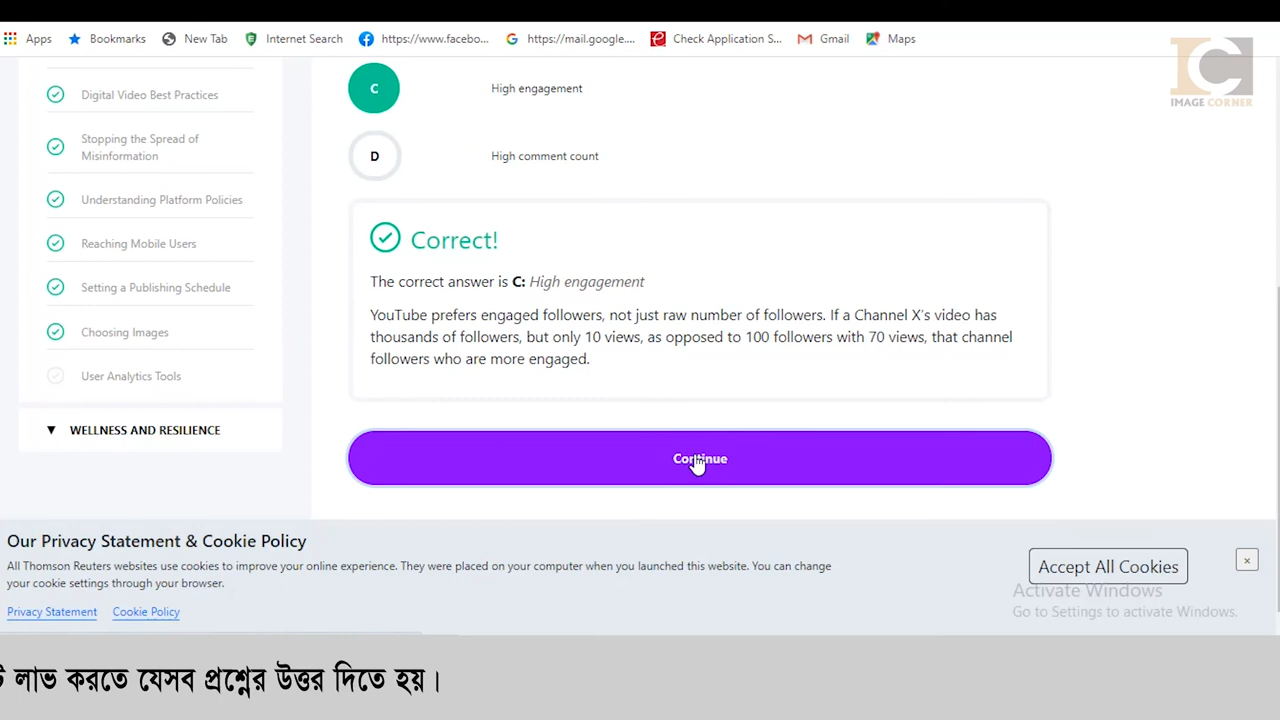 Apps Bookmarks New Tab Internet Search https://www.facebo... https://mail.google.... Check Application S... Gmail Maps
IC
IMAGE CORNER
Digital Video Best Practices
Stopping the Spread of
Misinformation
Understanding Platform Policies
Reaching Mobile Users
Setting a Publishing Schedule
Choosing Images
User Analytics Tools
▼ WELLNESS AND RESILIENCE
C High engagement
D High comment count
Correct!
The correct answer is C: High engagement
YouTube prefers engaged followers, not just raw number of followers. If a Channel X's video has
thousands of followers, but only 10 views, as opposed to 100 followers with 70 views, that channel
followers who are more engaged.
Continue
Our Privacy Statement & Cookie Policy
All Thomson Reuters websites use cookies to improve your online experience. They were placed on your computer when you launched this website. You can change
your cookie settings through your browser.
Privacy Statement Cookie Policy
Accept All Cookies
×
Activate Windows
Go to Settings to activate Windows.
লাভ করতে যেসব প্রশ্নের উত্তর দিতে হয়।